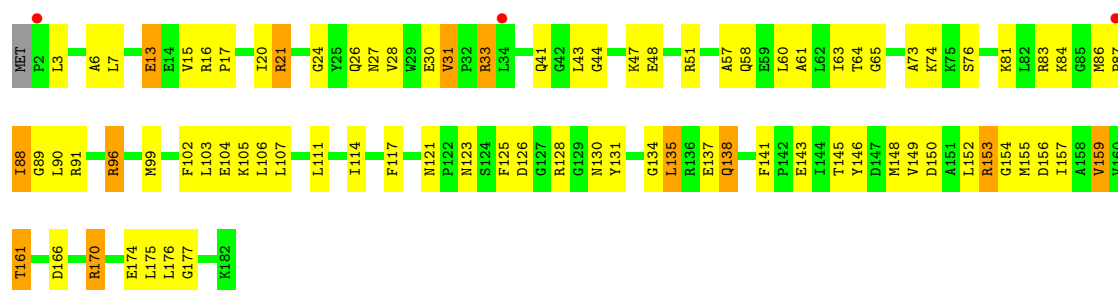 MET P2 L3 A6 L7 E13 E14 V15 R16 P17 I20 R21 G24 Y25 Q26 N27 V28 W29 E30 V31 P32 R33 L34 Q41 G42 L43 G44 K47 E48 R51 A57 Q58 E59 L60 A61 L62 I63 T64 G65 A73 K74 K75 S76 K81 L82 R83 K84 G85 M86 P87
I88 G89 L90 R91 R96 M99 F102 L103 E104 K105 L106 L107 L111 I114 F117 N121 P122 N123 S124 F125 D126 G127 R128 G129 N130 Y131 G134 L135 R136 E137 Q138 F141 P142 E143 I144 T145 Y146 D147 M148 V149 D150 A151 L152 R153 G154 M155 D156 I157 A158 V159 V160
T161 D166 R170 E174 L175 L176 G177 K182